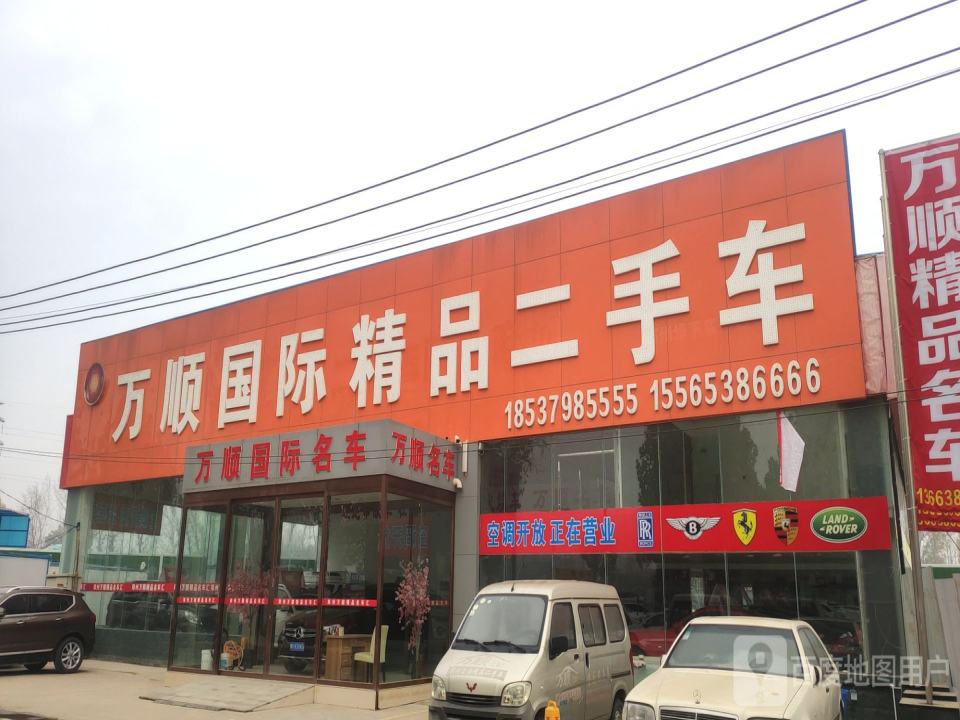 万顺国际精品二手车
18537985555 15565386666
万顺国际名车 万顺名车
空调开放 正在营业
B
LAND
ROVER
万顺精品名车
百度地图用户